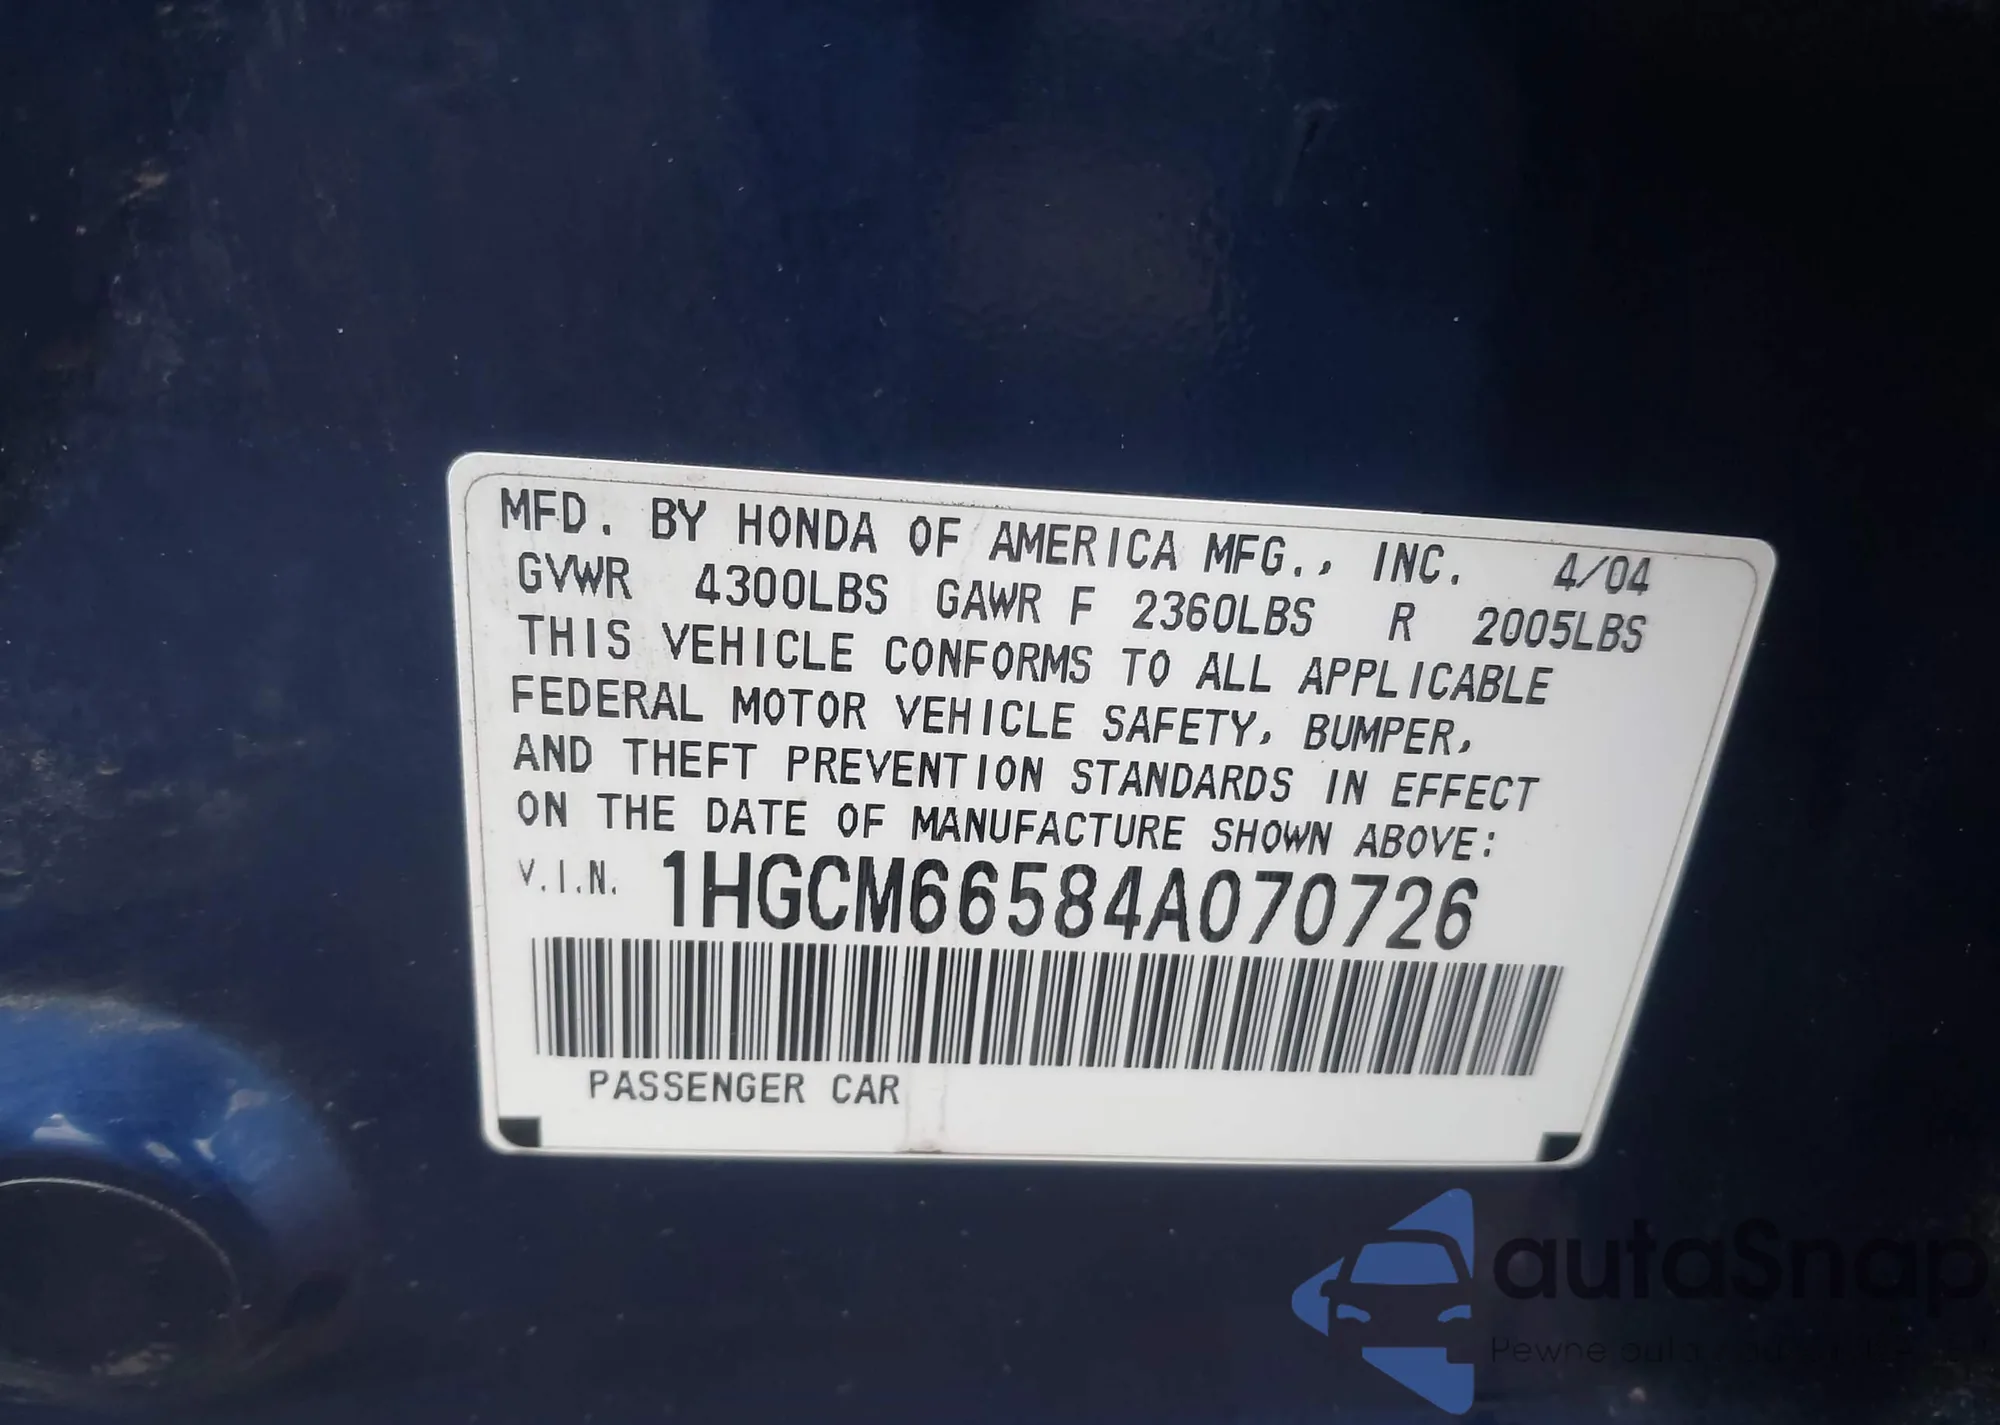 MFD. BY HONDA OF AMERICA MFG., INC. 4/04
GVWR 4300LBS GAWR F 2360LBS R 2005LBS
THIS VEHICLE CONFORMS TO ALL APPLICABLE
FEDERAL MOTOR VEHICLE SAFETY, BUMPER,
AND THEFT PREVENTION STANDARDS IN EFFECT
ON THE DATE OF MANUFACTURE SHOWN ABOVE:
V.I.N. 1HGCM66584A070726
PASSENGER CAR
autaSnap
Pewne auta